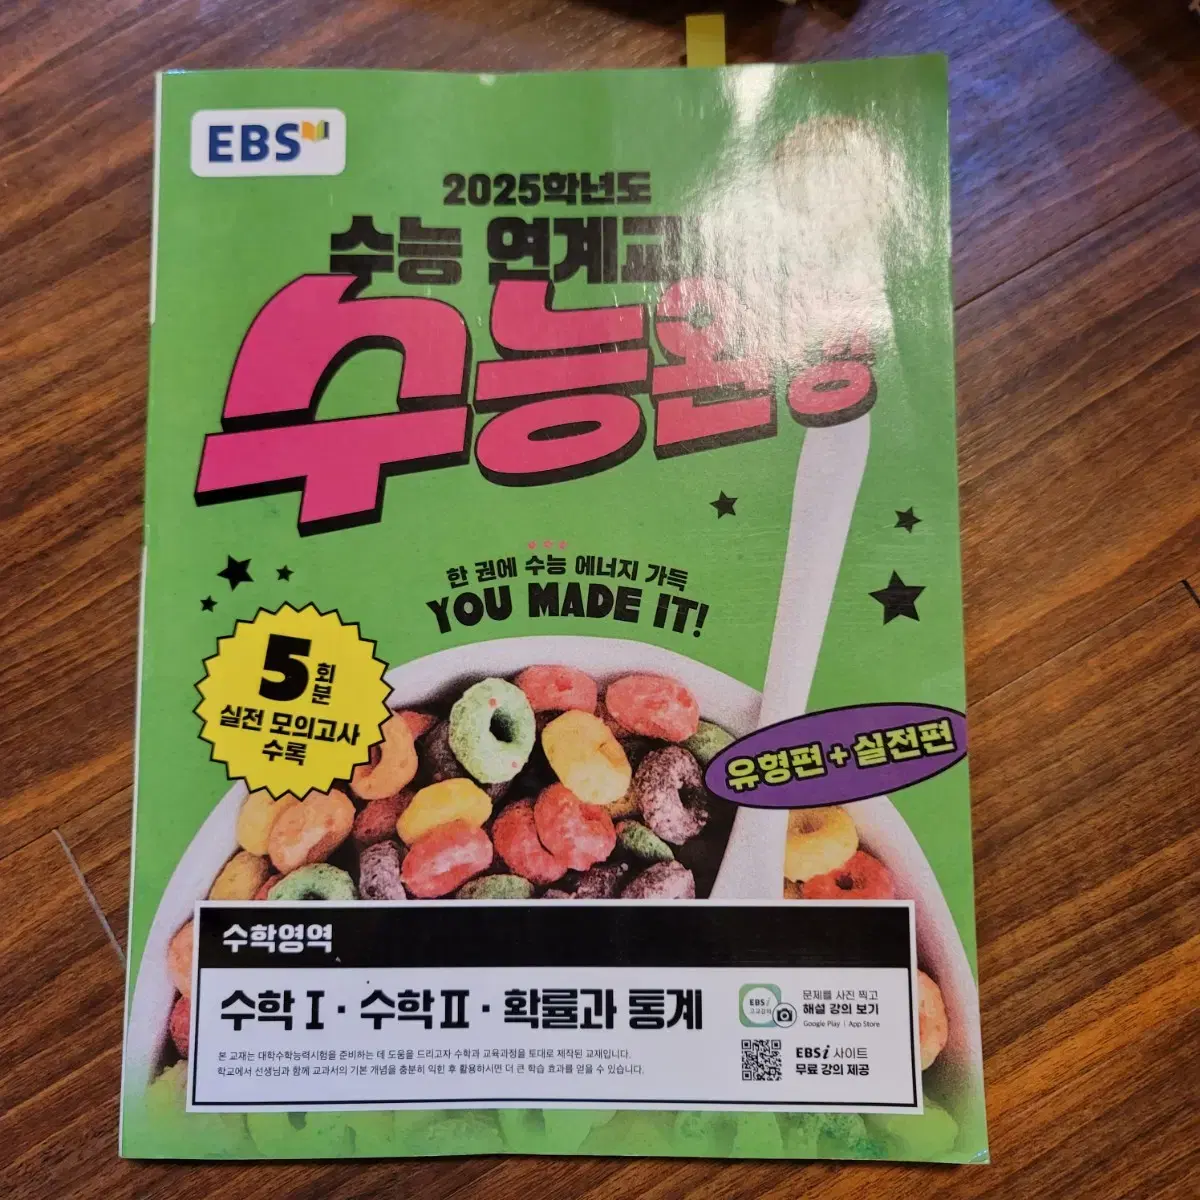 EBS
2025학년도
수능 연계교
수능완성
한 권에 수능 에너지 가득
YOU MADE IT!
5회분
실전 모의고사
수록
유형편+실전편
수학영역
수학Ⅰ·수학Ⅱ·확률과 통계
본 교재는 대학수학능력시험을 준비하는 데 도움을 드리고자 수학과 교육과정을 토대로 제작된 교재입니다.
학교에서 선생님과 함께 교과서의 기본 개념을 충분히 익힌 후 활용하시면 더 큰 학습 효과를 얻을 수 있습니다.
EBSi
고교강의
문제를 사진 찍고
해설 강의 보기
Google Play | App Store
EBSi 사이트
무료 강의 제공